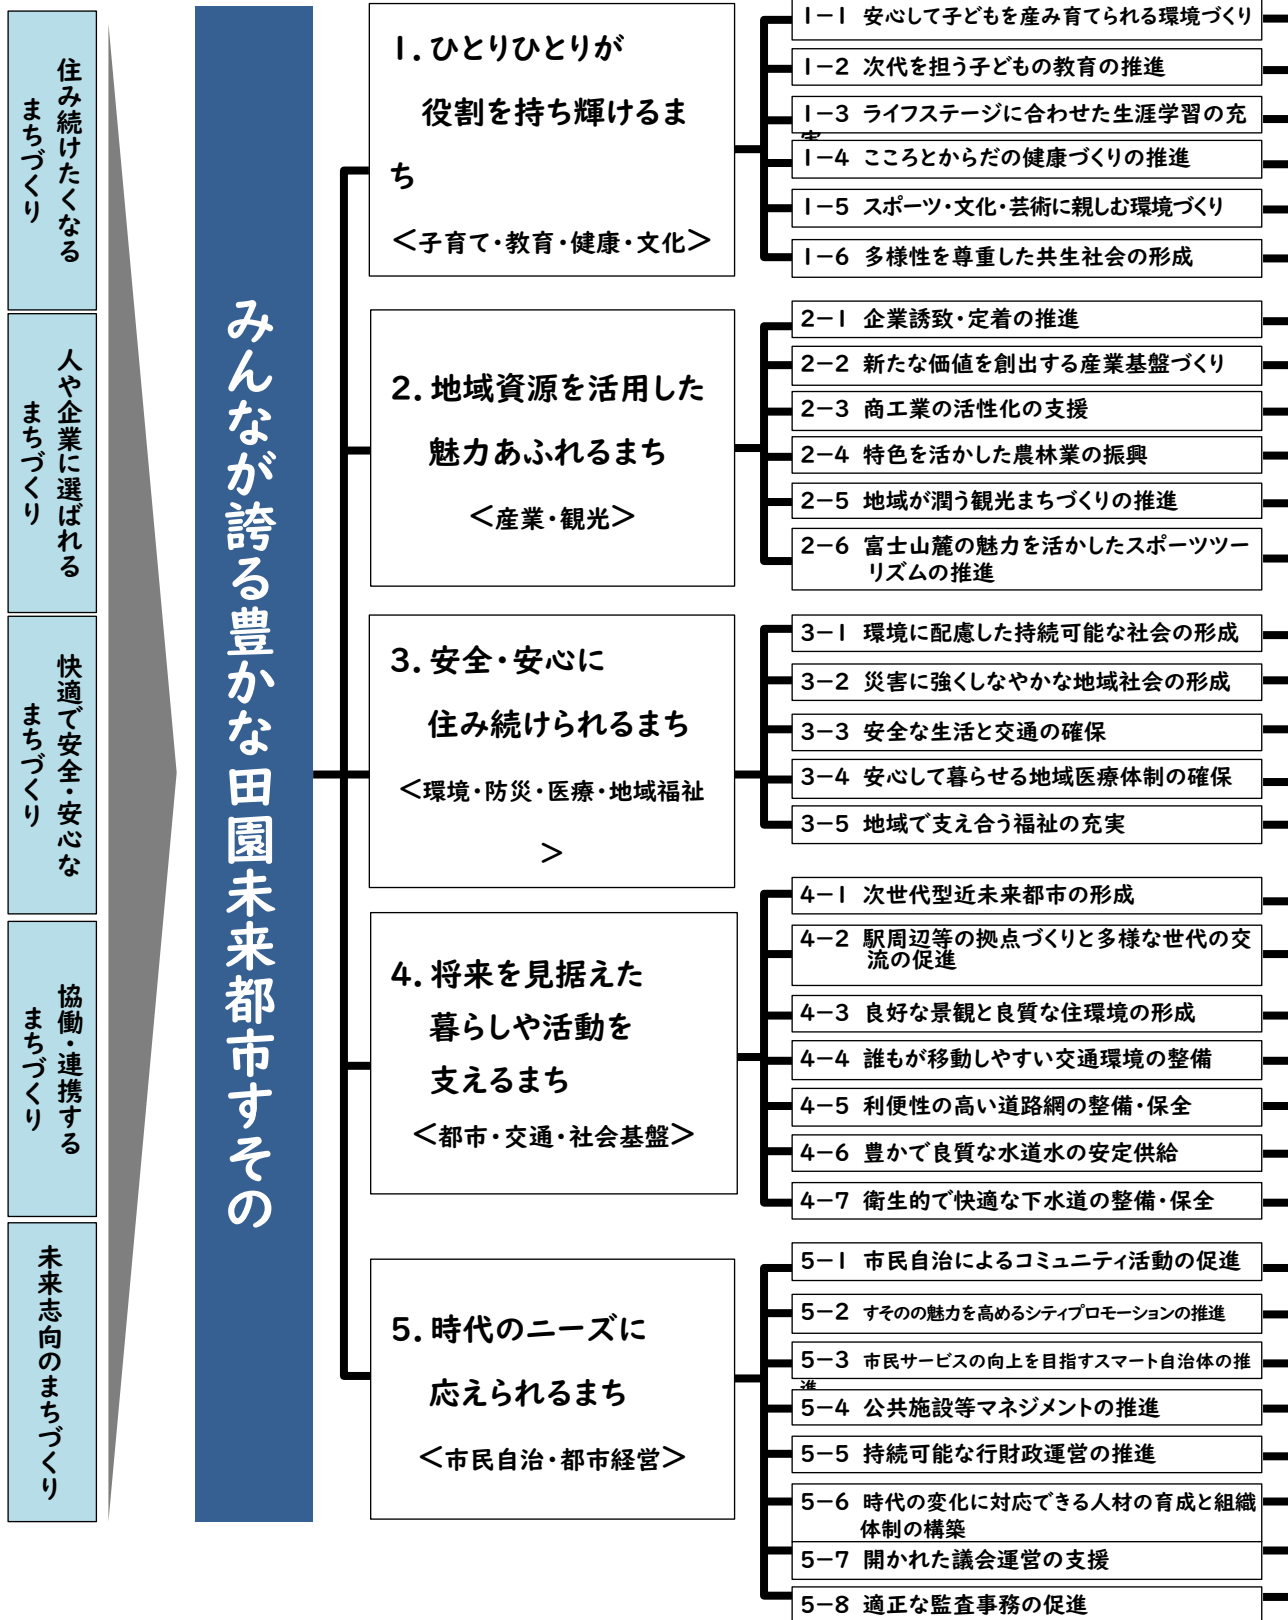 住み続けたくなる
まちづくり
人や企業に選ばれる
まちづくり
快適で安全・安心な
まちづくり
協働・連携する
まちづくり
未来志向のまちづくり
みんなが誇る豊かな田園未来都市すその
1．ひとりひとりが
役割を持ち輝けるま
ち
＜子育て・教育・健康・文化＞
1－1 安心して子どもを産み育てられる環境づくり
1－2 次代を担う子どもの教育の推進
1－3 ライフステージに合わせた生涯学習の充
実
1－4 こころとからだの健康づくりの推進
1－5 スポーツ・文化・芸術に親しむ環境づくり
1－6 多様性を尊重した共生社会の形成
2．地域資源を活用した
魅力あふれるまち
＜産業・観光＞
2－1 企業誘致・定着の推進
2－2 新たな価値を創出する産業基盤づくり
2－3 商工業の活性化の支援
2－4 特色を活かした農林業の振興
2－5 地域が潤う観光まちづくりの推進
2－6 富士山麓の魅力を活かしたスポーツツー
リズムの推進
3．安全・安心に
住み続けられるまち
＜環境・防災・医療・地域福祉
＞
3－1 環境に配慮した持続可能な社会の形成
3－2 災害に強くしなやかな地域社会の形成
3－3 安全な生活と交通の確保
3－4 安心して暮らせる地域医療体制の確保
3－5 地域で支え合う福祉の充実
4．将来を見据えた
暮らしや活動を
支えるまち
＜都市・交通・社会基盤＞
4－1 次世代型近未来都市の形成
4－2 駅周辺等の拠点づくりと多様な世代の交
流の促進
4－3 良好な景観と良質な住環境の形成
4－4 誰もが移動しやすい交通環境の整備
4－5 利便性の高い道路網の整備・保全
4－6 豊かで良質な水道水の安定供給
4－7 衛生的で快適な下水道の整備・保全
5．時代のニーズに
応えられるまち
＜市民自治・都市経営＞
5－1 市民自治によるコミュニティ活動の促進
5－2 すそのの魅力を高めるシティプロモーションの推進
5－3 市民サービスの向上を目指すスマート自治体の推
進
5－4 公共施設等マネジメントの推進
5－5 持続可能な行財政運営の推進
5－6 時代の変化に対応できる人材の育成と組織
体制の構築
5－7 開かれた議会運営の支援
5－8 適正な監査事務の促進